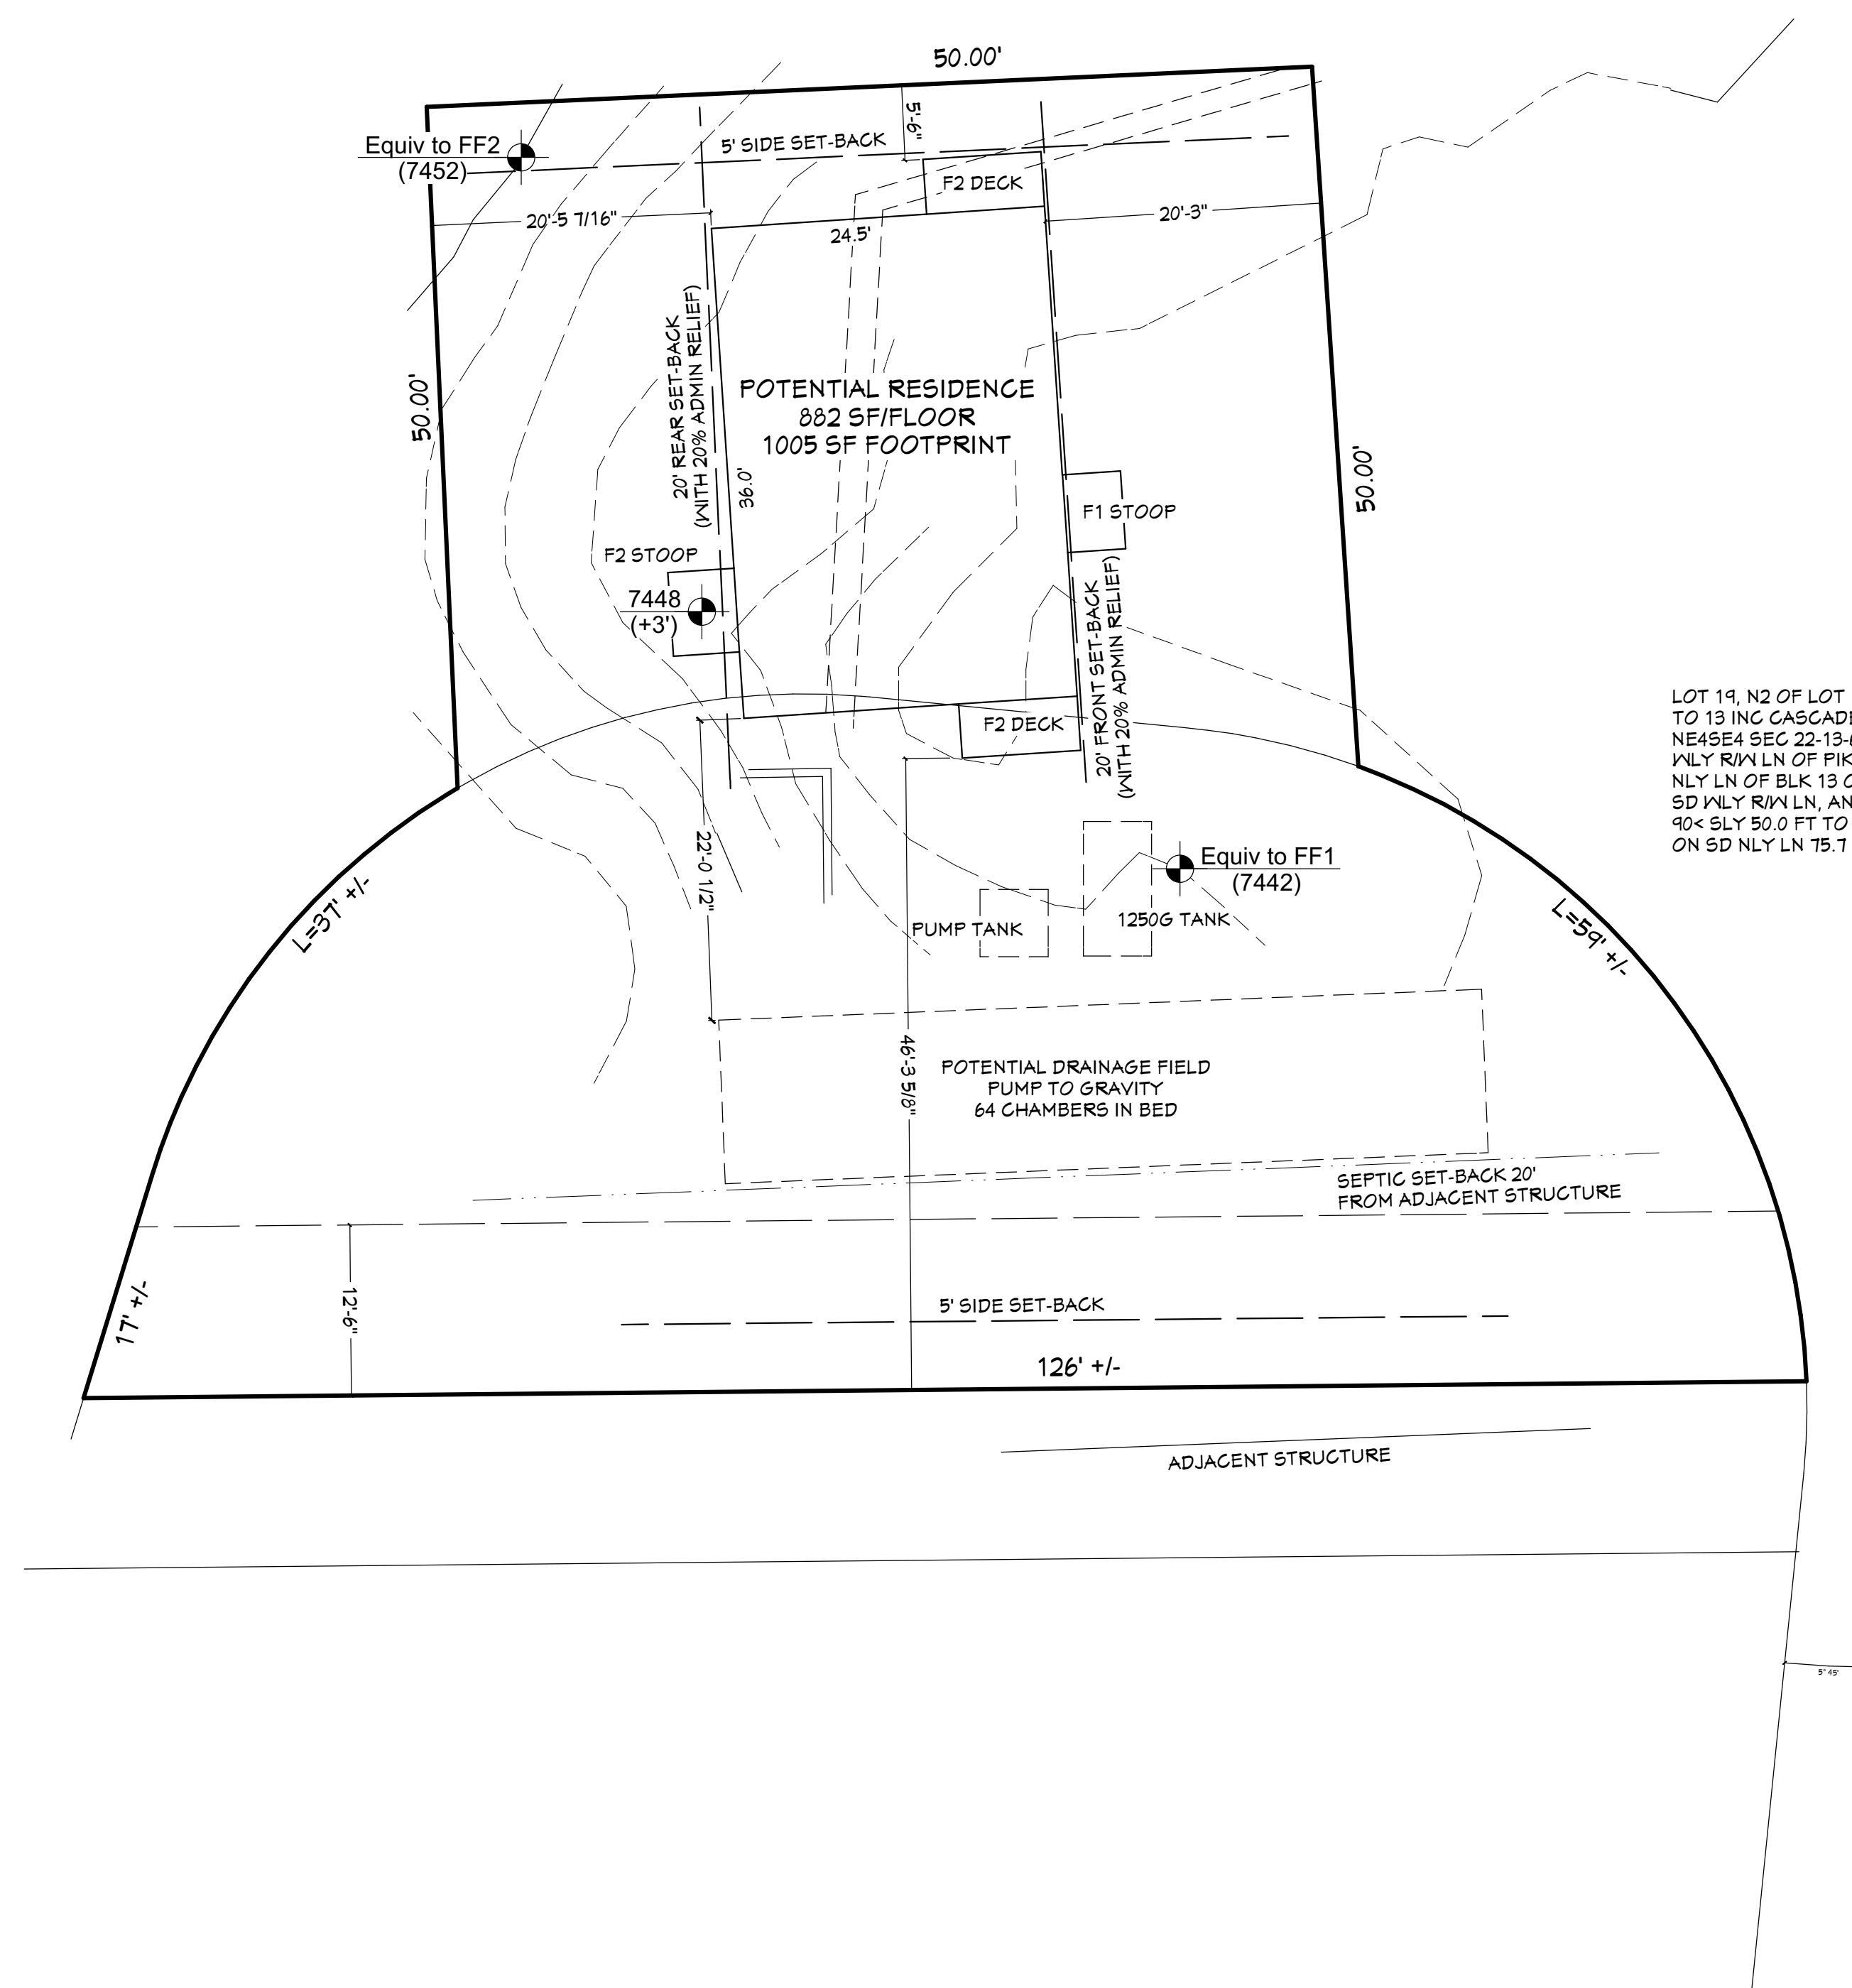 50.00'
5'-6"
Equiv to FF2
(7452)
5' SIDE SET-BACK
F2 DECK
20'-5 7/16"
24.5'
20'-3"
20' REAR SET-BACK
(WITH 20% ADMIN RELIEF)
50.00'
POTENTIAL RESIDENCE
882 SF/FLOOR
1005 SF FOOTPRINT
36.0'
50.00'
F1 STOOP
F2 STOOP
7448
(+3')
20' FRONT SET-BACK
(WITH 20% ADMIN RELIEF)
F2 DECK
LOT 19, N2 OF LOT
TO 13 INC CASCADE
NE4SE4 SEC 22-13-
WLY R/W LN OF PIK
NLY LN OF BLK 13
SD WLY R/W LN, AN
90< SLY 50.0 FT TO
ON SD NLY LN 75.7
22'-0 1/2"
Equiv to FF1
(7442)
L=37' +/-
PUMP TANK
1250G TANK
L=59' +/-
46'-3 5/8"
POTENTIAL DRAINAGE FIELD
PUMP TO GRAVITY
64 CHAMBERS IN BED
SEPTIC SET-BACK 20'
FROM ADJACENT STRUCTURE
17' +/-
12'-6"
5' SIDE SET-BACK
126' +/-
ADJACENT STRUCTURE
5° 45'